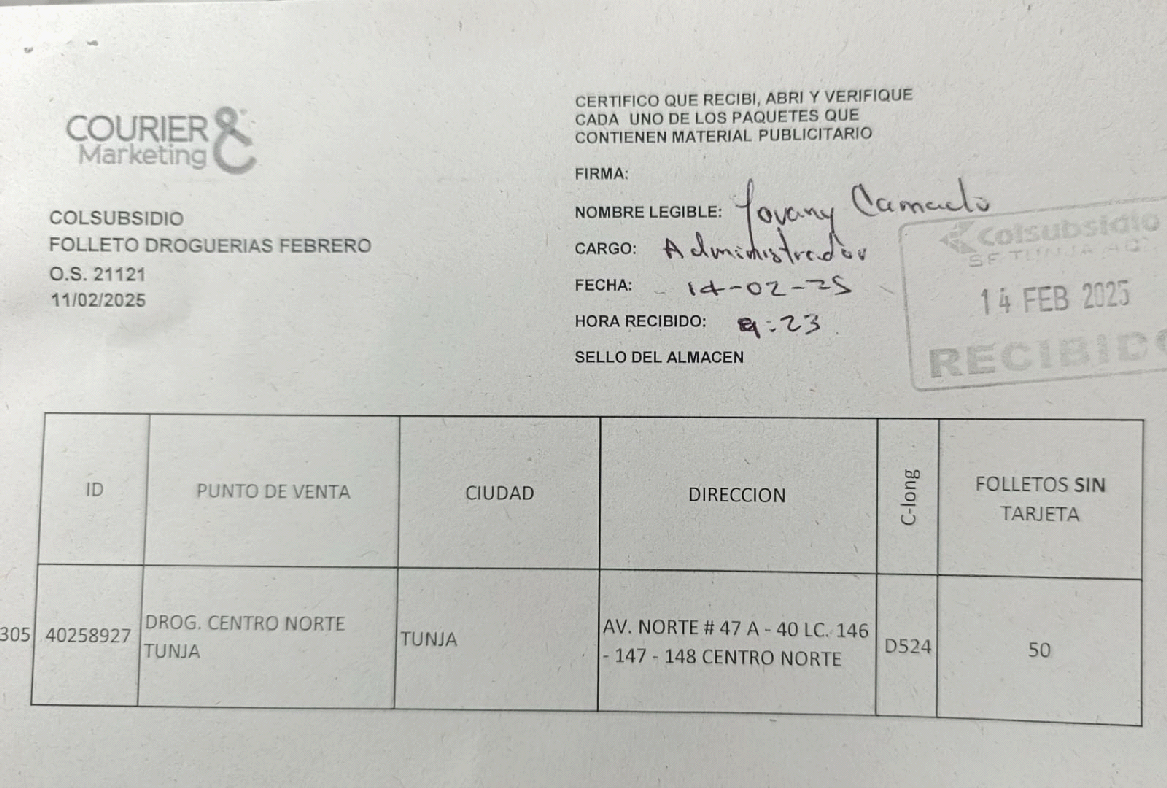 COURIER &
Marketing
COLSUBSIDIO
FOLLETO DROGUERIAS FEBRERO
O.S. 21121
11/02/2025
CERTIFICO QUE RECIBI, ABRI Y VERIFIQUE
CADA UNO DE LOS PAQUETES QUE
CONTIENEN MATERIAL PUBLICITARIO
FIRMA:
NOMBRE LEGIBLE: Yovany Camacho
CARGO: Administrador
FECHA: 14-02-25
HORA RECIBIDO: 9:23
SELLO DEL ALMACEN
Colsubsidio
14 FEB 2025
RECIBIDO
ID PUNTO DE VENTA CIUDAD DIRECCION C-long FOLLETOS SIN
TARJETA
305 40258927 DROG. CENTRO NORTE
TUNJA
TUNJA
AV. NORTE # 47 A - 40 LC. 146
- 147 - 148 CENTRO NORTE
D524
50